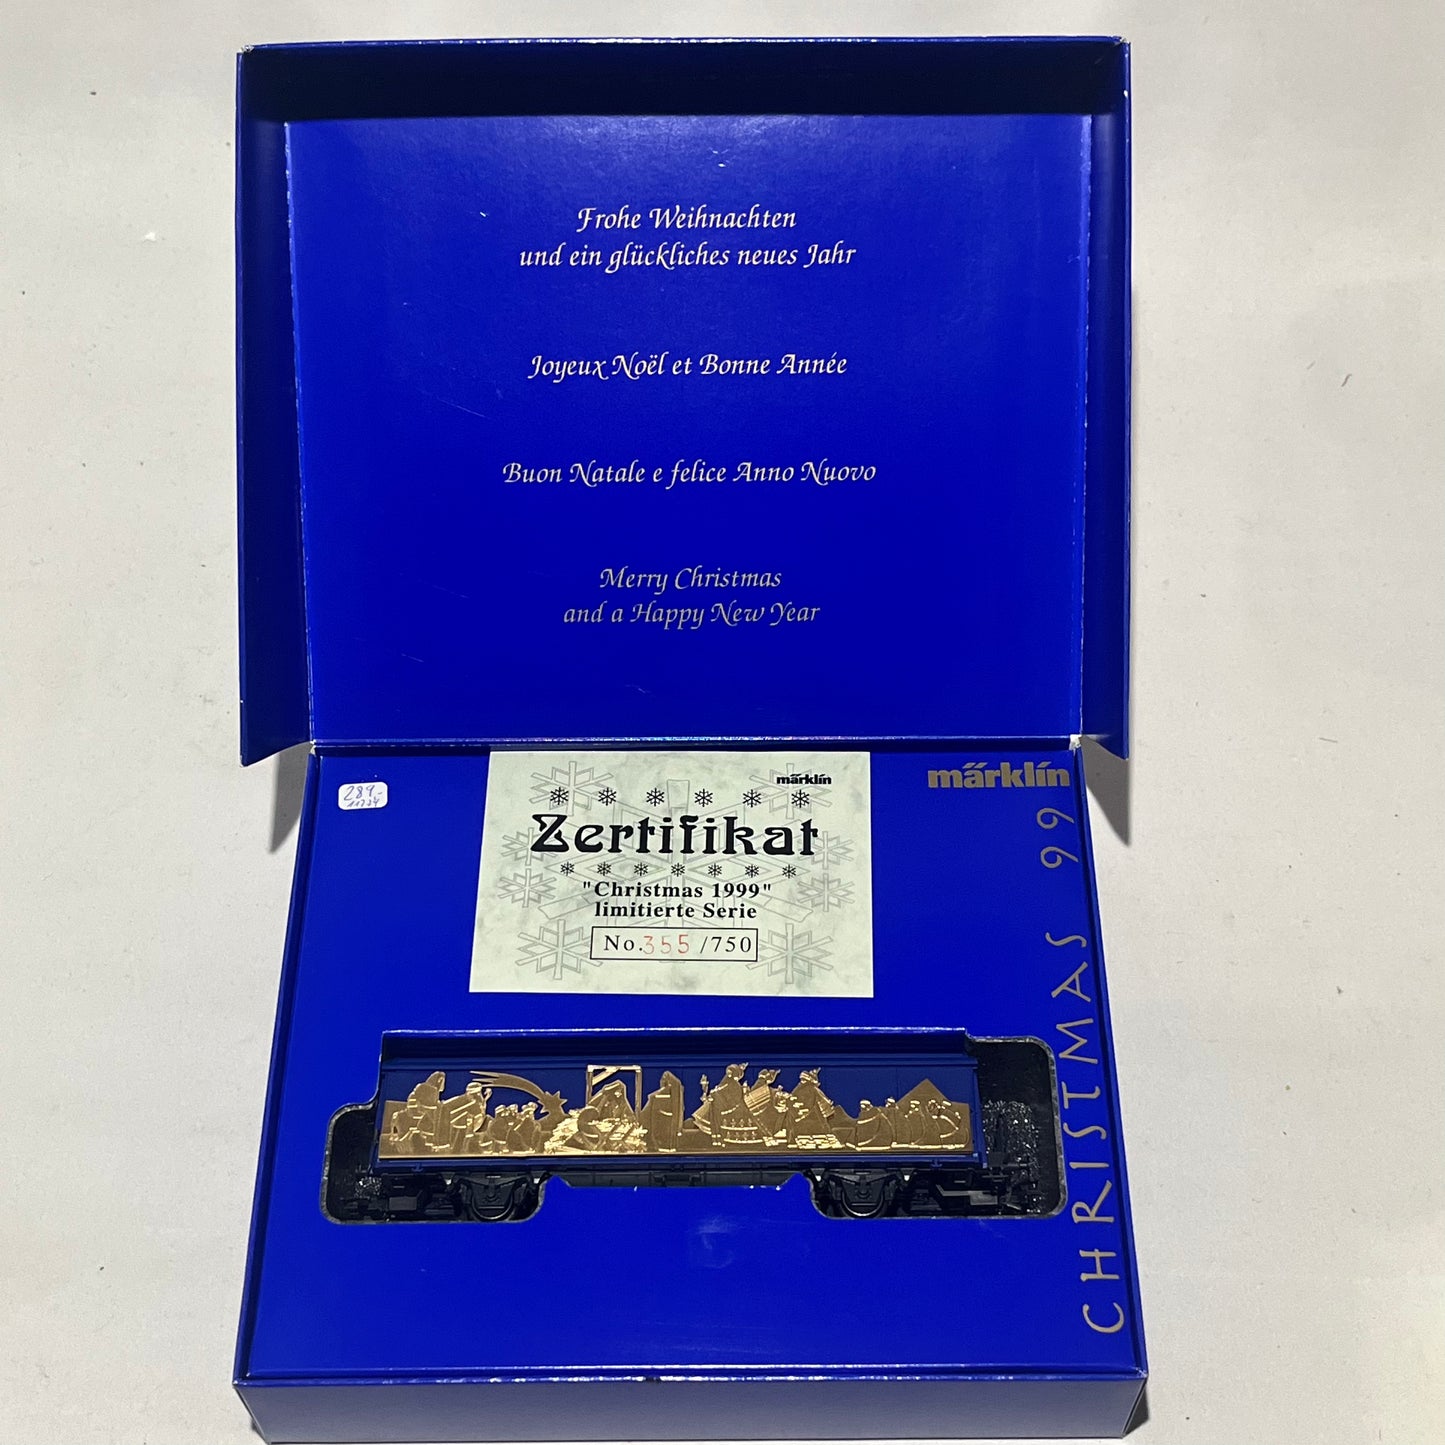 Frohe Weihnachten
und ein glückliches neues Jahr
Joyeux Noël et Bonne Année
Buon Natale e felice Anno Nuovo
Merry Christmas
and a Happy New Year
289.-
märklin
Zertifikat
"Christmas 1999"
limitierte Serie
No.355/750
märklin
CHRISTMAS 99